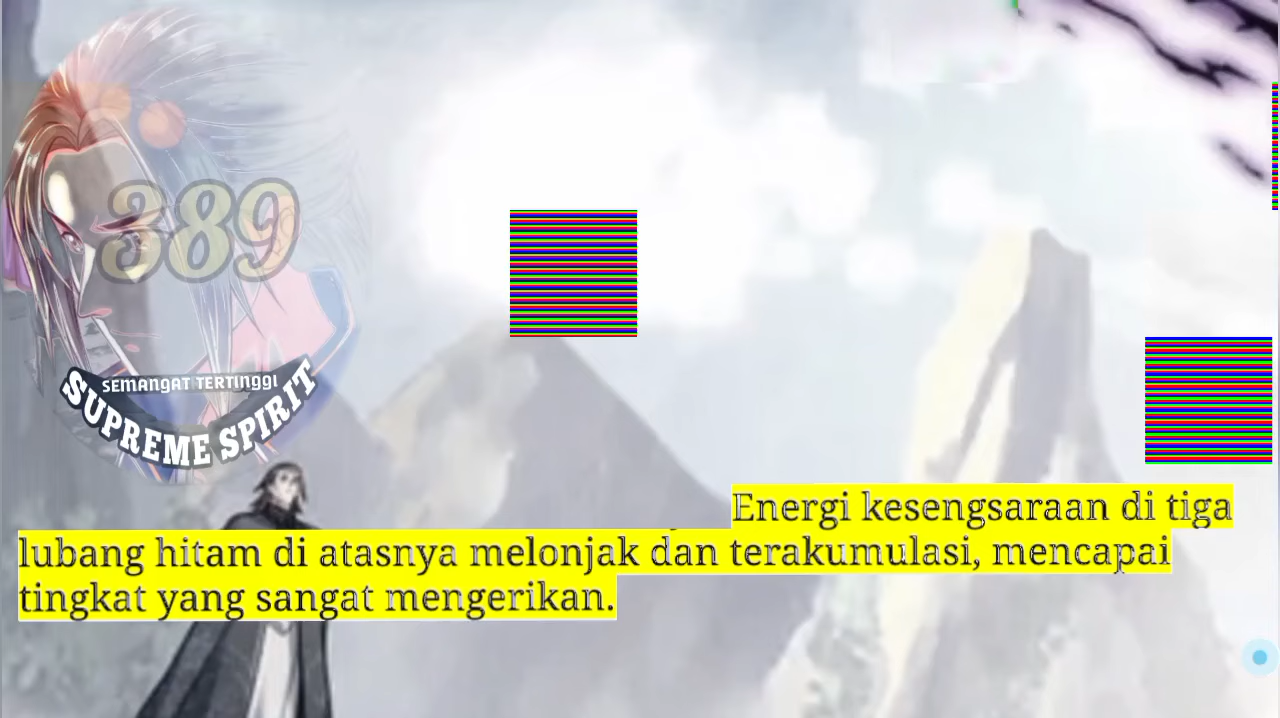 389
SEMANGAT TERTINGGI
SUPREME SPIRIT
Energi kesengsaraan di tiga
lubang hitam di atasnya melonjak dan terakumulasi, mencapai
tingkat yang sangat mengerikan.